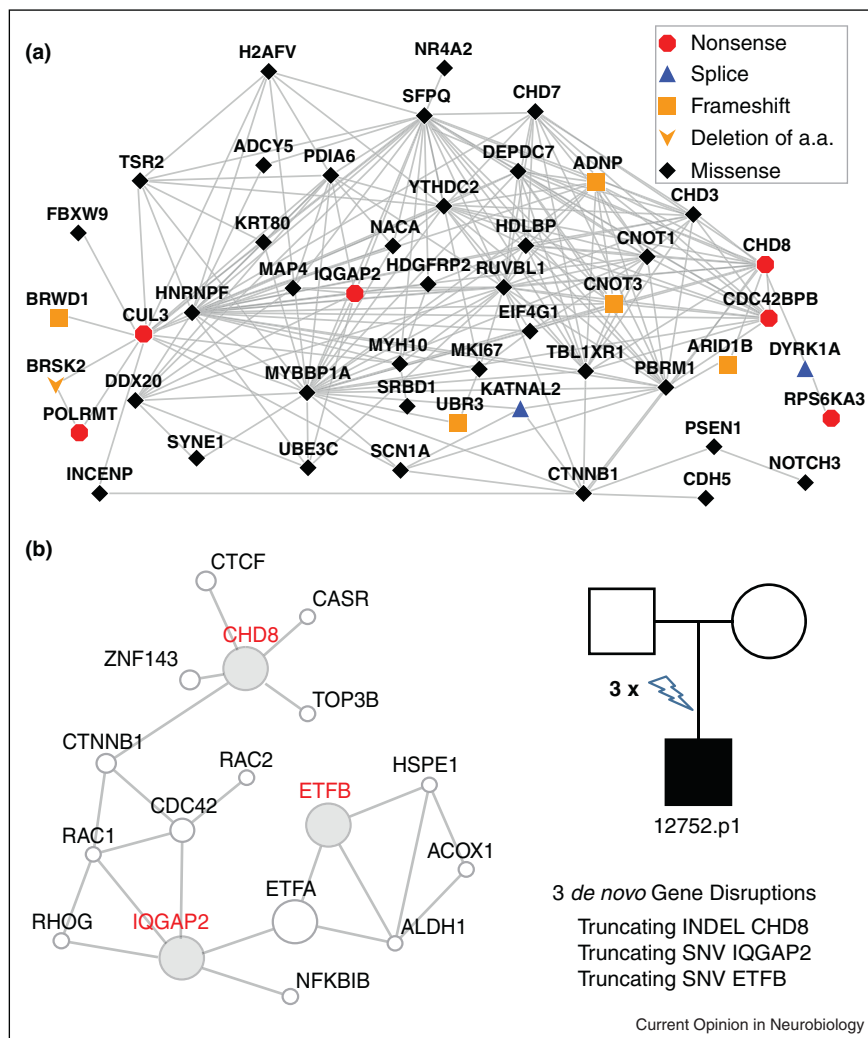 (a)
H2AFV
NR4A2
SFPQ
CHD7
Nonsense
Splice
Frameshift
Deletion of a.a.
Missense
TSR2
ADCY5
PDIA6
DEPDC7
ADNP
YTHDC2
CHD3
FBXW9
KRT80
NACA
HDLBP
CNOT1
CHD8
MAP4
IQGAP2
HDGFRP2
RUVBL1
CNOT3
CDC42BPB
BRWD1
CUL3
HNRNPF
EIF4G1
ARID1B
DYRK1A
BRSK2
DDX20
MYBBP1A
MYH10
MKI67
TBL1XR1
PBRM1
POLRMT
SRBD1
UBR3
KATNAL2
RPS6KA3
SYNE1
UBE3C
SCN1A
PSEN1
INCENP
CTNNB1
CDH5
NOTCH3
(b)
CTCF
CASR
CHD8
ZNF143
TOP3B
CTNNB1
RAC2
CDC42
ETFB
HSPE1
RAC1
ACOX1
ETFA
RHOG
IQGAP2
ALDH1
NFKBIB
3 x
12752.p1
3 de novo Gene Disruptions
Truncating INDEL CHD8
Truncating SNV IQGAP2
Truncating SNV ETFB
Current Opinion in Neurobiology